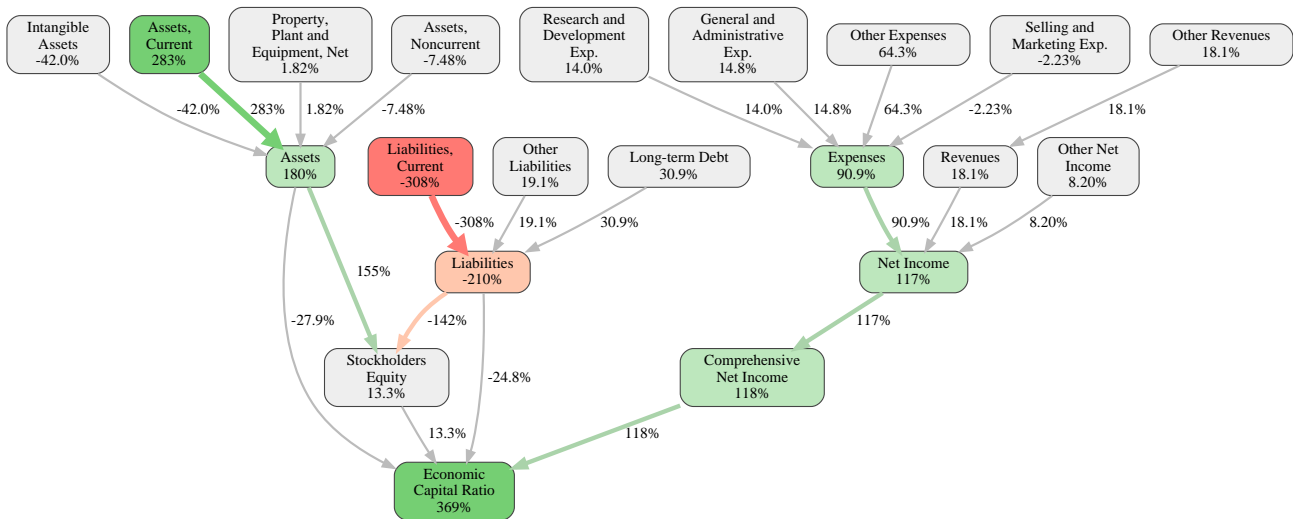 Intangible
Assets
-42.0%
Assets,
Current
283%
Property,
Plant and
Equipment, Net
1.82%
Assets,
Noncurrent
-7.48%
Research and
Development
Exp.
14.0%
General and
Administrative
Exp.
14.8%
Other Expenses
64.3%
Selling and
Marketing Exp.
-2.23%
Other Revenues
18.1%
-42.0%
283%
1.82%
-7.48%
14.0%
14.8%
64.3%
-2.23%
18.1%
Assets
180%
Liabilities,
Current
-308%
Other
Liabilities
19.1%
Long-term Debt
30.9%
Expenses
90.9%
Revenues
18.1%
Other Net
Income
8.20%
-308%
19.1%
30.9%
90.9%
18.1%
8.20%
Liabilities
-210%
Net Income
117%
155%
-27.9%
-142%
-24.8%
117%
Stockholders
Equity
13.3%
Comprehensive
Net Income
118%
13.3%
118%
Economic
Capital Ratio
369%